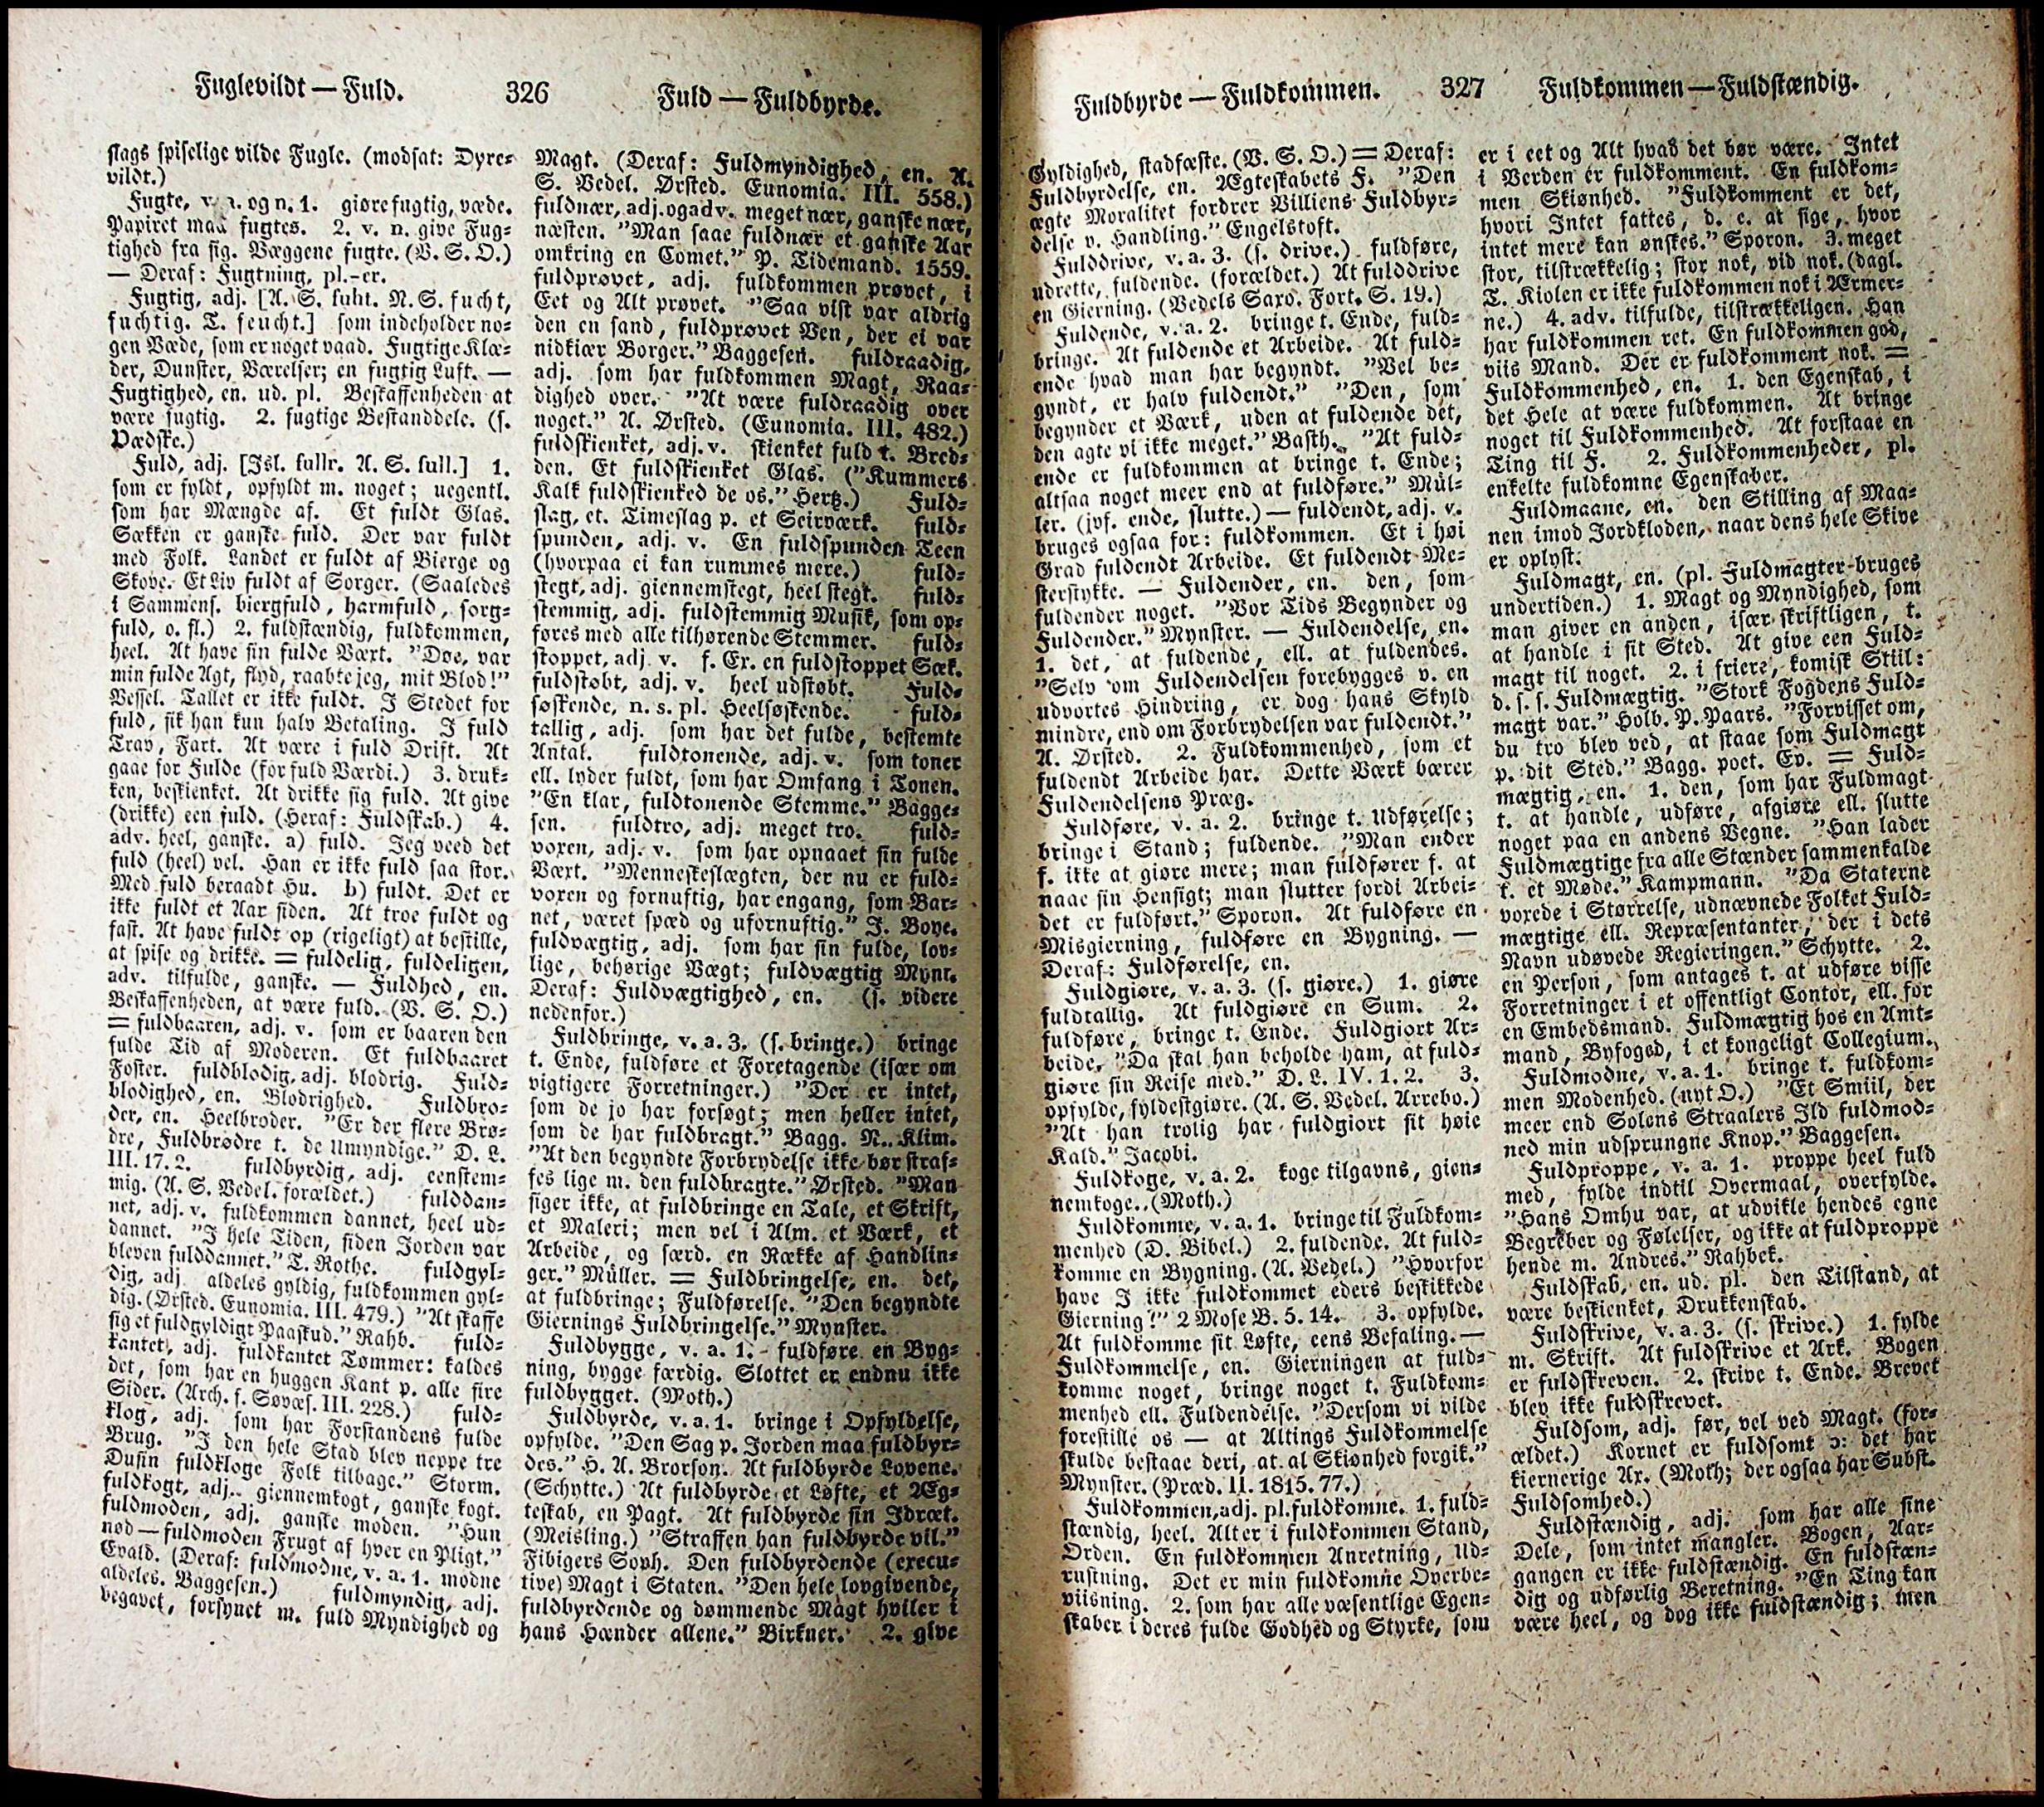 Fuglevildt — Fuld.
326
Fuld — Fuldbyrde.
slags spiselige vilde Fugle. (modsat: Dyre-
vildt.)
Fugte, v. a. og n. 1. giøre fugtig, væde.
Papiret maa fugtes. 2. v. n. give Fug-
tighed fra sig. Væggene fugte. (V. S. O.)
— Deraf: Fugtning, pl.-er.
Fugtig, adj. [A. S. fuht. N. S. fucht,
fuchtig. T. feucht.] som indeholder no-
gen Væde, som er noget vaad. Fugtige Klæ-
der, Dunster, Værelser; en fugtig Luft. —
Fugtighed, en. ud. pl. Beskaffenheden at
være fugtig. 2. fugtige Bestanddele. (s.
Vædske.)
Fuld, adj. [Isl. fullr. A. S. full.] 1.
som er fyldt, opfyldt m. noget; uegentl.
som har Mængde af. Et fuldt Glas.
Sækken er ganske fuld. Der var fuldt
med Folk. Landet er fuldt af Bierge og
Skove. Et Liv fuldt af Sorger. (Saaledes
i Sammens. biergfuld, harmfuld, sorg-
fuld, o. fl.) 2. fuldstændig, fuldkommen,
heel. At have sin fulde Vært. "Dve, var
min fulde Agt, flyd, raabte jeg, mit Blod!"
Vessel. Tallet er ikke fuldt. I Stedet for
fuld, fik han kun halv Betaling. I fuld
Trav, Fart. At være i fuld Drift. At
gaae for Fulde (for fuld Værdi.) 3. druk-
ken, beskienket. At drikke sig fuld. At give
(drikke) een fuld. (Heraf: Fuldskab.) 4.
adv. heel, ganske. a) fuld. Jeg veed det
fuld (heel) vel. Han er ikke fuld saa stor.
Med fuld beraadt Hu. b) fuldt. Det er
ikke fuldt et Aar siden. At troe fuldt og
fast. At have fuldt op (rigeligt) at bestille,
at spise og drikke. = fuldelig, fuldeligen,
adv. tilfulde, ganske. — Fuldhed, en.
Beskaffenheden, at være fuld. (V. S. O.)
= fuldbaaren, adj. v. som er baaren den
fulde Tid af Moderen. Et fuldbaaret
Foster. fuldblodig, adj. blodrig. Fuld-
blodighed, en. Blodrighed. Fuldbro-
der, en. Heelbroder. "Er der flere Brø-
dre, Fuldbrødre t. de Umyndige." D. L.
III. 17. 2. fuldbyrdig, adj. eenstem-
mig. (A. S. Vedel. forældet.) fulddan-
net, adj. v. fuldkommen dannet, heel ud-
dannet. "I hele Tiden, siden Jorden var
bleven fulddannet." T. Rothe. fuldgyl-
dig, adj. aldeles gyldig, fuldkommen gyl-
dig. (Ørsted. Eunomia. III. 479.) "At skaffe
sig et fuldgyldigt Paaskud." Rahb. fuld-
kantet, adj. fuldkantet Tømmer: kaldes
det, som har en huggen Kant p. alle fire
Sider. (Arch. f. Søvæs. III. 228.) fuld-
klog, adj. som har Forstandens fulde
Brug. "I den hele Stad blev neppe tre
Dusin fuldkloge Folk tilbage." Storm.
fuldkogt, adj. giennemkogt, ganske kogt.
fuldmoden, adj. ganske moden. "Hun
nød — fuldmoden Frugt af hver en Pligt."
Evald. (Deraf: fuldmodne, v. a. 1. modne
aldeles. Baggesen.) fuldmyndig, adj.
begavet, forsynet m. fuld Myndighed og
Magt. (Deraf: Fuldmyndighed, en. A.
S. Vedel. Ørsted. Eunomia. III. 558.)
fuldnær, adj. og adv. meget nær, ganske nær,
næsten. "Man saae fuldnær et ganske Aar
omkring en Comet." P. Tidemand. 1559.
fuldprøvet, adj. fuldkommen prøvet, i
Eet og Alt prøvet. "Saa vist var aldrig
den en sand, fuldprøvet Ven, der ei var
nidkiær Borger." Baggesen. fuldraadig,
adj. som har fuldkommen Magt, Raa-
dighed over. "At være fuldraadig over
noget." A. Ørsted. (Eunomia. III. 482.)
fuldskienket, adj. v. skienket fuld t. Bred-
den. Et fuldskienket Glas. ("Kummers
Kalk fuldskienked de os." Hertz.) Fuld-
slag, et. Timeslag p. et Seirværk. fuld-
spunden, adj. v. En fuldspunden Teen
(hvorpaa ei kan rummes mere.) fuld-
stegt, adj. giennemstegt, heel stegt. fuld-
stemmig, adj. fuldstemmig Musik, som op-
føres med alle tilhørende Stemmer. fuld-
stoppet, adj. v. f. Ex. en fuldstoppet Sæk.
fuldstøbt, adj. v. heel udstøbt. Fuld-
søskende, n. s. pl. Heelsøskende. fuld-
tallig, adj. som har det fulde, bestemte
Antal. fuldtonende, adj. v. som toner
ell. lyder fuldt, som har Omfang i Tonen.
"En klar, fuldtonende Stemme." Bagge-
sen. fuldtro, adj. meget tro. fuld-
voxen, adj. v. som har opnaaet sin fulde
Væxt. "Menneskeslægten, der nu er fuld-
voxen og fornuftig, har engang, som Bar-
net, været spæd og ufornuftig." J. Boye.
fuldvægtig, adj. som har sin fulde, lov-
lige, behørige Vægt; fuldvægtig Mynt.
Deraf: Fuldvægtighed, en. (s. videre
nedenfor.)
Fuldbringe, v. a. 3. (s. bringe.) bringe
t. Ende, fuldføre et Foretagende (især om
vigtigere Forretninger.) "Der er intet,
som de jo har forsøgt; men heller intet,
som de har fuldbragt." Bagg. N. Klim.
"At den begyndte Forbrydelse ikke bør straf-
fes lige m. den fuldbragte." Ørsted. "Man
siger ikke, at fuldbringe en Tale, et Skrift,
et Maleri; men vel i Alm. et Værk, et
Arbeide, og særd. en Række af Handlin-
ger." Müller. = Fuldbringelse, en. det,
at fuldbringe; Fuldførelse. "Den begyndte
Giernings Fuldbringelse." Mynster.
Fuldbygge, v. a. 1. fuldføre en Byg-
ning, bygge færdig. Slottet er endnu ikke
fuldbygget. (Moth.)
Fuldbyrde, v. a. 1. bringe i Opfyldelse,
opfylde. "Den Sag p. Jorden maa fuldbyr-
des." H. A. Brorson. At fuldbyrde Lovene.
(Schytte.) At fuldbyrde et Løfte, et Æg-
teskab, en Pagt. At fuldbyrde sin Idræt.
(Meisling.) "Straffen han fuldbyrde vil."
Fibigers Soph. Den fuldbyrdende (execu-
tive) Magt i Staten. "Den hele lovgivende,
fuldbyrdende og dømmende Magt hviler i
hans Hænder allene." Birkner. 2. give
Fuldbyrde — Fuldkommen.
327
Fuldkommen — Fuldstændig.
Gyldighed, stadfæste. (V. S. O.) = Deraf:
Fuldbyrdelse, en. Ægteskabets F. "Den
ægte Moralitet fordrer Villiens Fuldbyr-
delse v. Handling." Engelstoft.
Fulddrive, v. a. 3. (s. drive.) fuldføre,
udrette, fuldende. (forældet.) At fulddrive
en Gierning. (Vedels Saxo. Fort. S. 19.)
Fuldende, v. a. 2. bringe t. Ende, fuld-
bringe. At fuldende et Arbeide. At fuld-
ende hvad man har begyndt. "Vel be-
gyndt, er halv fuldendt." "Den, som
begynder et Værk, uden at fuldende det,
den agte vi ikke meget." Basth. "At fuld-
ende er fuldkommen at bringe t. Ende;
altsaa noget meer end at fuldføre." Mül-
ler. (jvf. ende, slutte.) — fuldendt, adj. v.
bruges ogsaa for: fuldkommen. Et i høi
Grad fuldendt Arbeide. Et fuldendt Me-
sterstykke. — Fuldender, en. den, som
fuldender noget. "Vor Tids Begynder og
Fuldender." Mynster. — Fuldendelse, en.
1. det, at fuldende, ell. at fuldendes.
"Selv om Fuldendelsen forebygges v. en
udvortes Hindring, er dog hans Skyld
mindre, end om Forbrydelsen var fuldendt."
A. Ørsted. 2. Fuldkommenhed, som et
fuldendt Arbeide har. Dette Værk bærer
Fuldendelsens Præg.
Fuldføre, v. a. 2. bringe t. Udførelse;
bringe i Stand; fuldende. "Man ender
f. ikke at giøre mere; man fuldfører f. at
naae sin Hensigt; man slutter fordi Arbei-
det er fuldført." Sporon. At fuldføre en
Misgierning, fuldføre en Bygning. —
Deraf: Fuldførelse, en.
Fuldgiøre, v. a. 3. (s. giøre.) 1. giøre
fuldtallig. At fuldgiøre en Sum. 2.
fuldføre, bringe t. Ende. Fuldgiort Ar-
beide. "Da skal han beholde ham, at fuld-
giøre sin Reise med." D. L. IV. 1. 2. 3.
opfylde, fyldestgiøre. (A. S. Vedel. Arrebo.)
"At han trolig har fuldgiort sit høie
Kald." Jacobi.
Fuldkoge, v. a. 2. koge tilgavns, gien-
nemkoge. (Moth.)
Fuldkomme, v. a. 1. bringe til Fuldkom-
menhed (D. Bibel.) 2. fuldende. At fuld-
komme en Bygning. (A. Vedel.) "Hvorfor
have I ikke fuldkommet eders beskikkede
Gierning!" 2 Mose B. 5. 14. 3. opfylde.
At fuldkomme sit Løfte, eens Befaling. —
Fuldkommelse, en. Gierningen at fuld-
komme noget, bringe noget t. Fuldkom-
menhed ell. Fuldendelse. "Dersom vi vilde
forestille os — at Altings Fuldkommelse
skulde bestaae deri, at al Skiønhed forgik."
Mynster. (Præd. II. 1815. 77.)
Fuldkommen, adj. pl. fuldkomne. 1. fuld-
stændig, heel. Alter i fuldkommen Stand,
Orden. En fuldkommen Anretning, Ud-
rustning. Det er min fuldkomne Overbe-
viisning. 2. som har alle væsentlige Egen-
skaber i deres fulde Godhed og Styrke, som
er i eet og Alt hvad det bør være. Intet
i Verden er fuldkomment. En fuldkom-
men Skiønhed. "Fuldkomment er det,
hvori Intet fattes, d. e. at sige, hvor
intet mere kan ønskes." Sporon. 3. meget
stor, tilstrækkelig; stor nok, vid nok. (dagl.
T. Kiolen er ikke fuldkommen nok i Ærmer-
ne.) 4. adv. tilfulde, tilstrækkeligen. Han
har fuldkommen ret. En fuldkommen god,
viis Mand. Der er fuldkomment nok. =
Fuldkommenhed, en. 1. den Egenskab, i
det Hele at være fuldkommen. At bringe
noget til Fuldkommenhed. At forstaae en
Ting til F. 2. Fuldkommenheder, pl.
enkelte fuldkomne Egenskaber.
Fuldmaane, en. den Stilling af Maa-
nen imod Jordkloden, naar dens hele Skive
er oplyst.
Fuldmagt, en. (pl. Fuldmagter bruges
undertiden.) 1. Magt og Myndighed, som
man giver en anden, især skriftligen, t.
at handle i sit Sted. At give een Fuld-
magt til noget. 2. i friere, komisk Stiil:
d. s. s. Fuldmægtig. "Stork Fogdens Fuld-
magt var." Holb. P. Paars. "Forvisset om,
du tro blev ved, at staae som Fuldmagt
p. dit Sted." Bagg. poet. Ep. = Fuld-
mægtig, en. 1. den, som har Fuldmagt
t. at handle, udføre, afgiøre ell. slutte
noget paa en andens Vegne. "Han lader
Fuldmægtige fra alle Stænder sammenkalde
t. et Møde." Kampmann. "Da Staterne
voxede i Størrelse, udnævnede Folket Fuld-
mægtige ell. Repræsentanter, der i dets
Navn udøvede Regieringen." Schytte. 2.
en Person, som antages t. at udføre visse
Forretninger i et offentligt Contor, ell. for
en Embedsmand. Fuldmægtig hos en Amt-
mand, Byfoged, i et kongeligt Collegium.
Fuldmodne, v. a. 1. bringe t. fuldkom-
men Modenhed. (nyt O.) "Et Smiil, der
meer end Solens Straalers Ild fuldmod-
ned min udsprungne Knop." Baggesen.
Fuldproppe, v. a. 1. proppe heel fuld
med, fylde indtil Overmaal, overfylde.
"Hans Omhu var, at udvikle hendes egne
Begreber og Følelser, og ikke at fuldproppe
hende m. Andres." Rahbek.
Fuldskab, en. ud. pl. den Tilstand, at
være beskienket, Drukkenskab.
Fuldskrive, v. a. 3. (s. skrive.) 1. fylde
m. Skrift. At fuldskrive et Ark. Bogen
er fuldskreven. 2. skrive t. Ende. Brevet
blev ikke fuldskrevet.
Fuldsom, adj. før, vel ved Magt. (for-
ældet.) Kornet er fuldsomt ɔ: det har
kiernerige Ax. (Moth; der ogsaa har Subst.
Fuldsomhed.)
Fuldstændig, adj. som har alle sine
Dele, som intet mangler. Bogen, Aar-
gangen er ikke fuldstændig. En fuldstæn-
dig og udførlig Beretning. "En Ting kan
være heel, og dog ikke fuldstændig; men